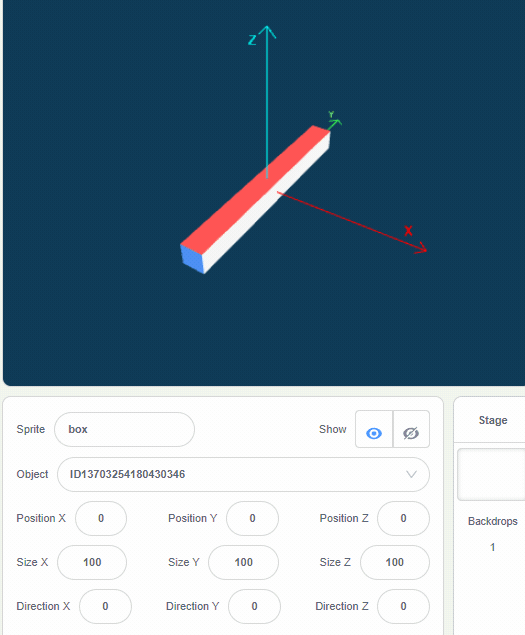 Z
Y
X
Sprite box Show
Stage
Object ID13703254180430346
Position X 0 Position Y 0 Position Z 0
Backdrops
1
Size X 100 Size Y 100 Size Z 100
Direction X 0 Direction Y 0 Direction Z 0